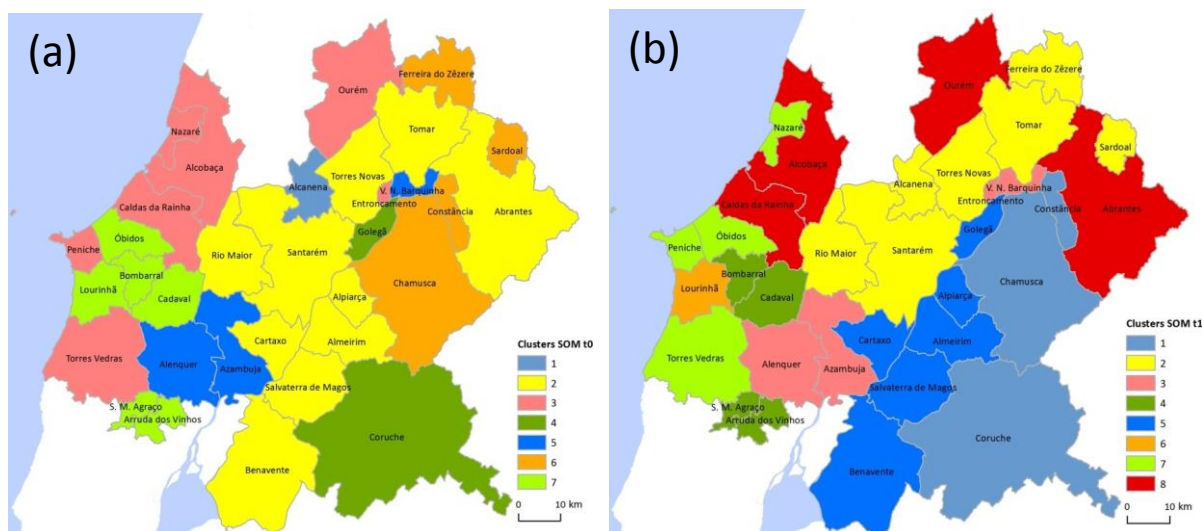 (a)
Ourém
Ferreira do Zêzere
Nazaré
Tomar
Alcobaça
Sardoal
Alcanena
Torres Novas
V. N. Barquinha
Caldas da Rainha
Entroncamento
Constância
Abrantes
Peniche
Óbidos
Golegã
Rio Maior
Santarém
Bombarral
Lourinhã
Cadaval
Chamusca
Alpiarça
Torres Vedras
Cartaxo
Almeirim
Alenquer
Azambuja
Salvaterra de Magos
S. M. Agraço
Arruda dos Vinhos
Coruche
Benavente
Clusters SOM t0
1
2
3
4
5
6
7
0 10 km
(b)
Ourém
Ferreira do Zêzere
Nazaré
Tomar
Alcobaça
Sardoal
Alcanena
Torres Novas
V. N. Barquinha
Caldas da Rainha
Entroncamento
Constância
Abrantes
Peniche
Óbidos
Golegã
Rio Maior
Santarém
Bombarral
Lourinhã
Cadaval
Chamusca
Alpiarça
Torres Vedras
Cartaxo
Almeirim
Alenquer
Azambuja
Salvaterra de Magos
S. M. Agraço
Arruda dos Vinhos
Coruche
Benavente
Clusters SOM t1
1
2
3
4
5
6
7
8
0 10 km